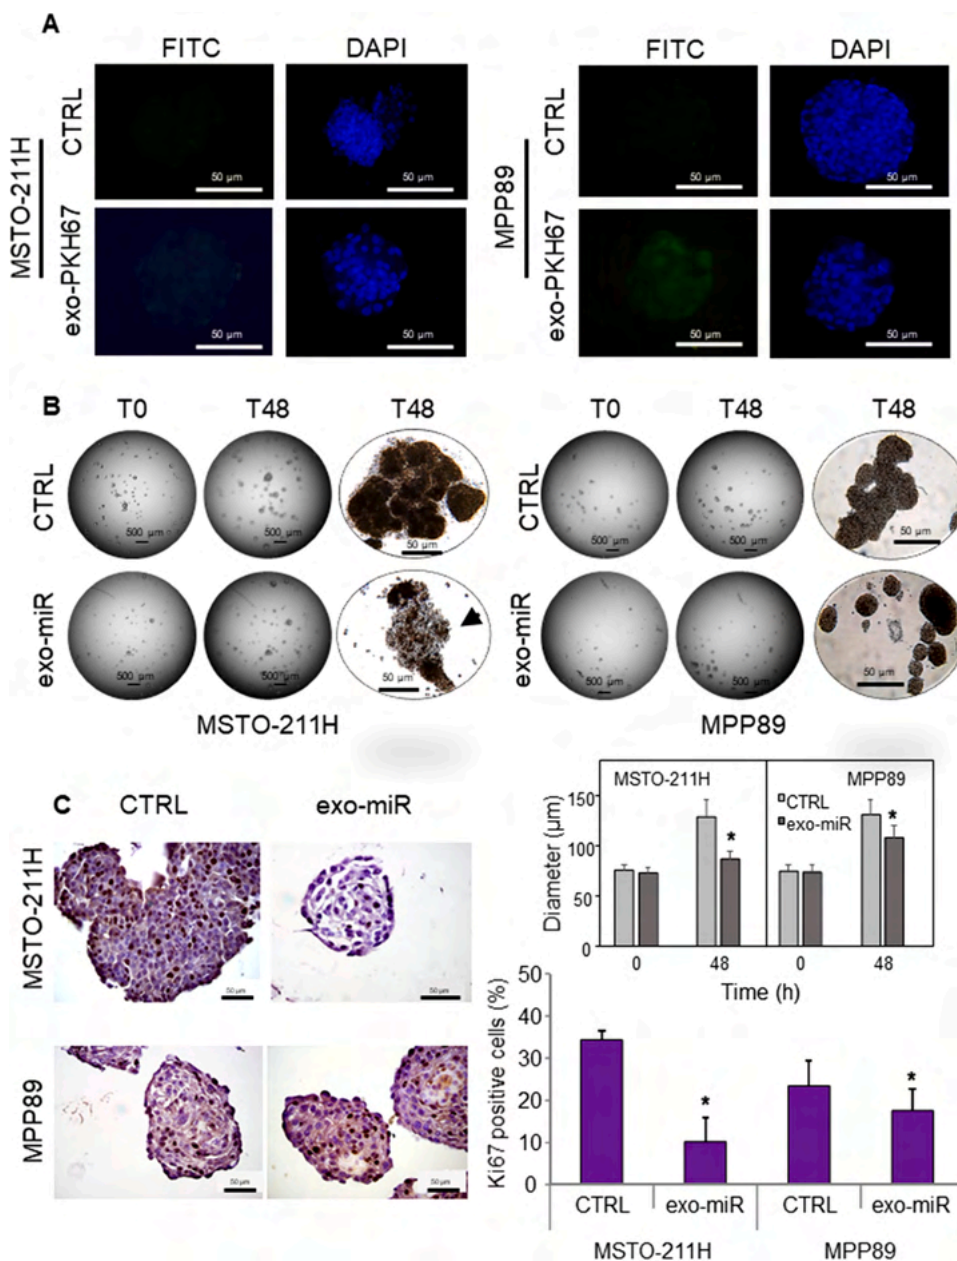 A
FITC DAPI FITC DAPI
MSTO-211H
CTRL
50 µm 50 µm
exo-PKH67
50 µm 50 µm
MPP89
CTRL
50 µm 50 µm
exo-PKH67
50 µm 50 µm
B
T0 T48 T48 T0 T48 T48
CTRL
500 µm 500 µm 50 µm
CTRL
500 µm 500 µm 50 µm
exo-miR
500 µm 500 µm 50 µm
exo-miR
500 µm 500 µm 50 µm
MSTO-211H MPP89
C
CTRL exo-miR
MSTO-211H
50 µm 50 µm
MPP89
50 µm 50 µm
MSTO-211H MPP89
CTRL
exo-miR
* *
Diameter (µm)
150
100
50
0
0 48 0 48
Time (h)
Ki67 positive cells (%)
50
40
30
20
10
0
* *
CTRL exo-miR CTRL exo-miR
MSTO-211H MPP89